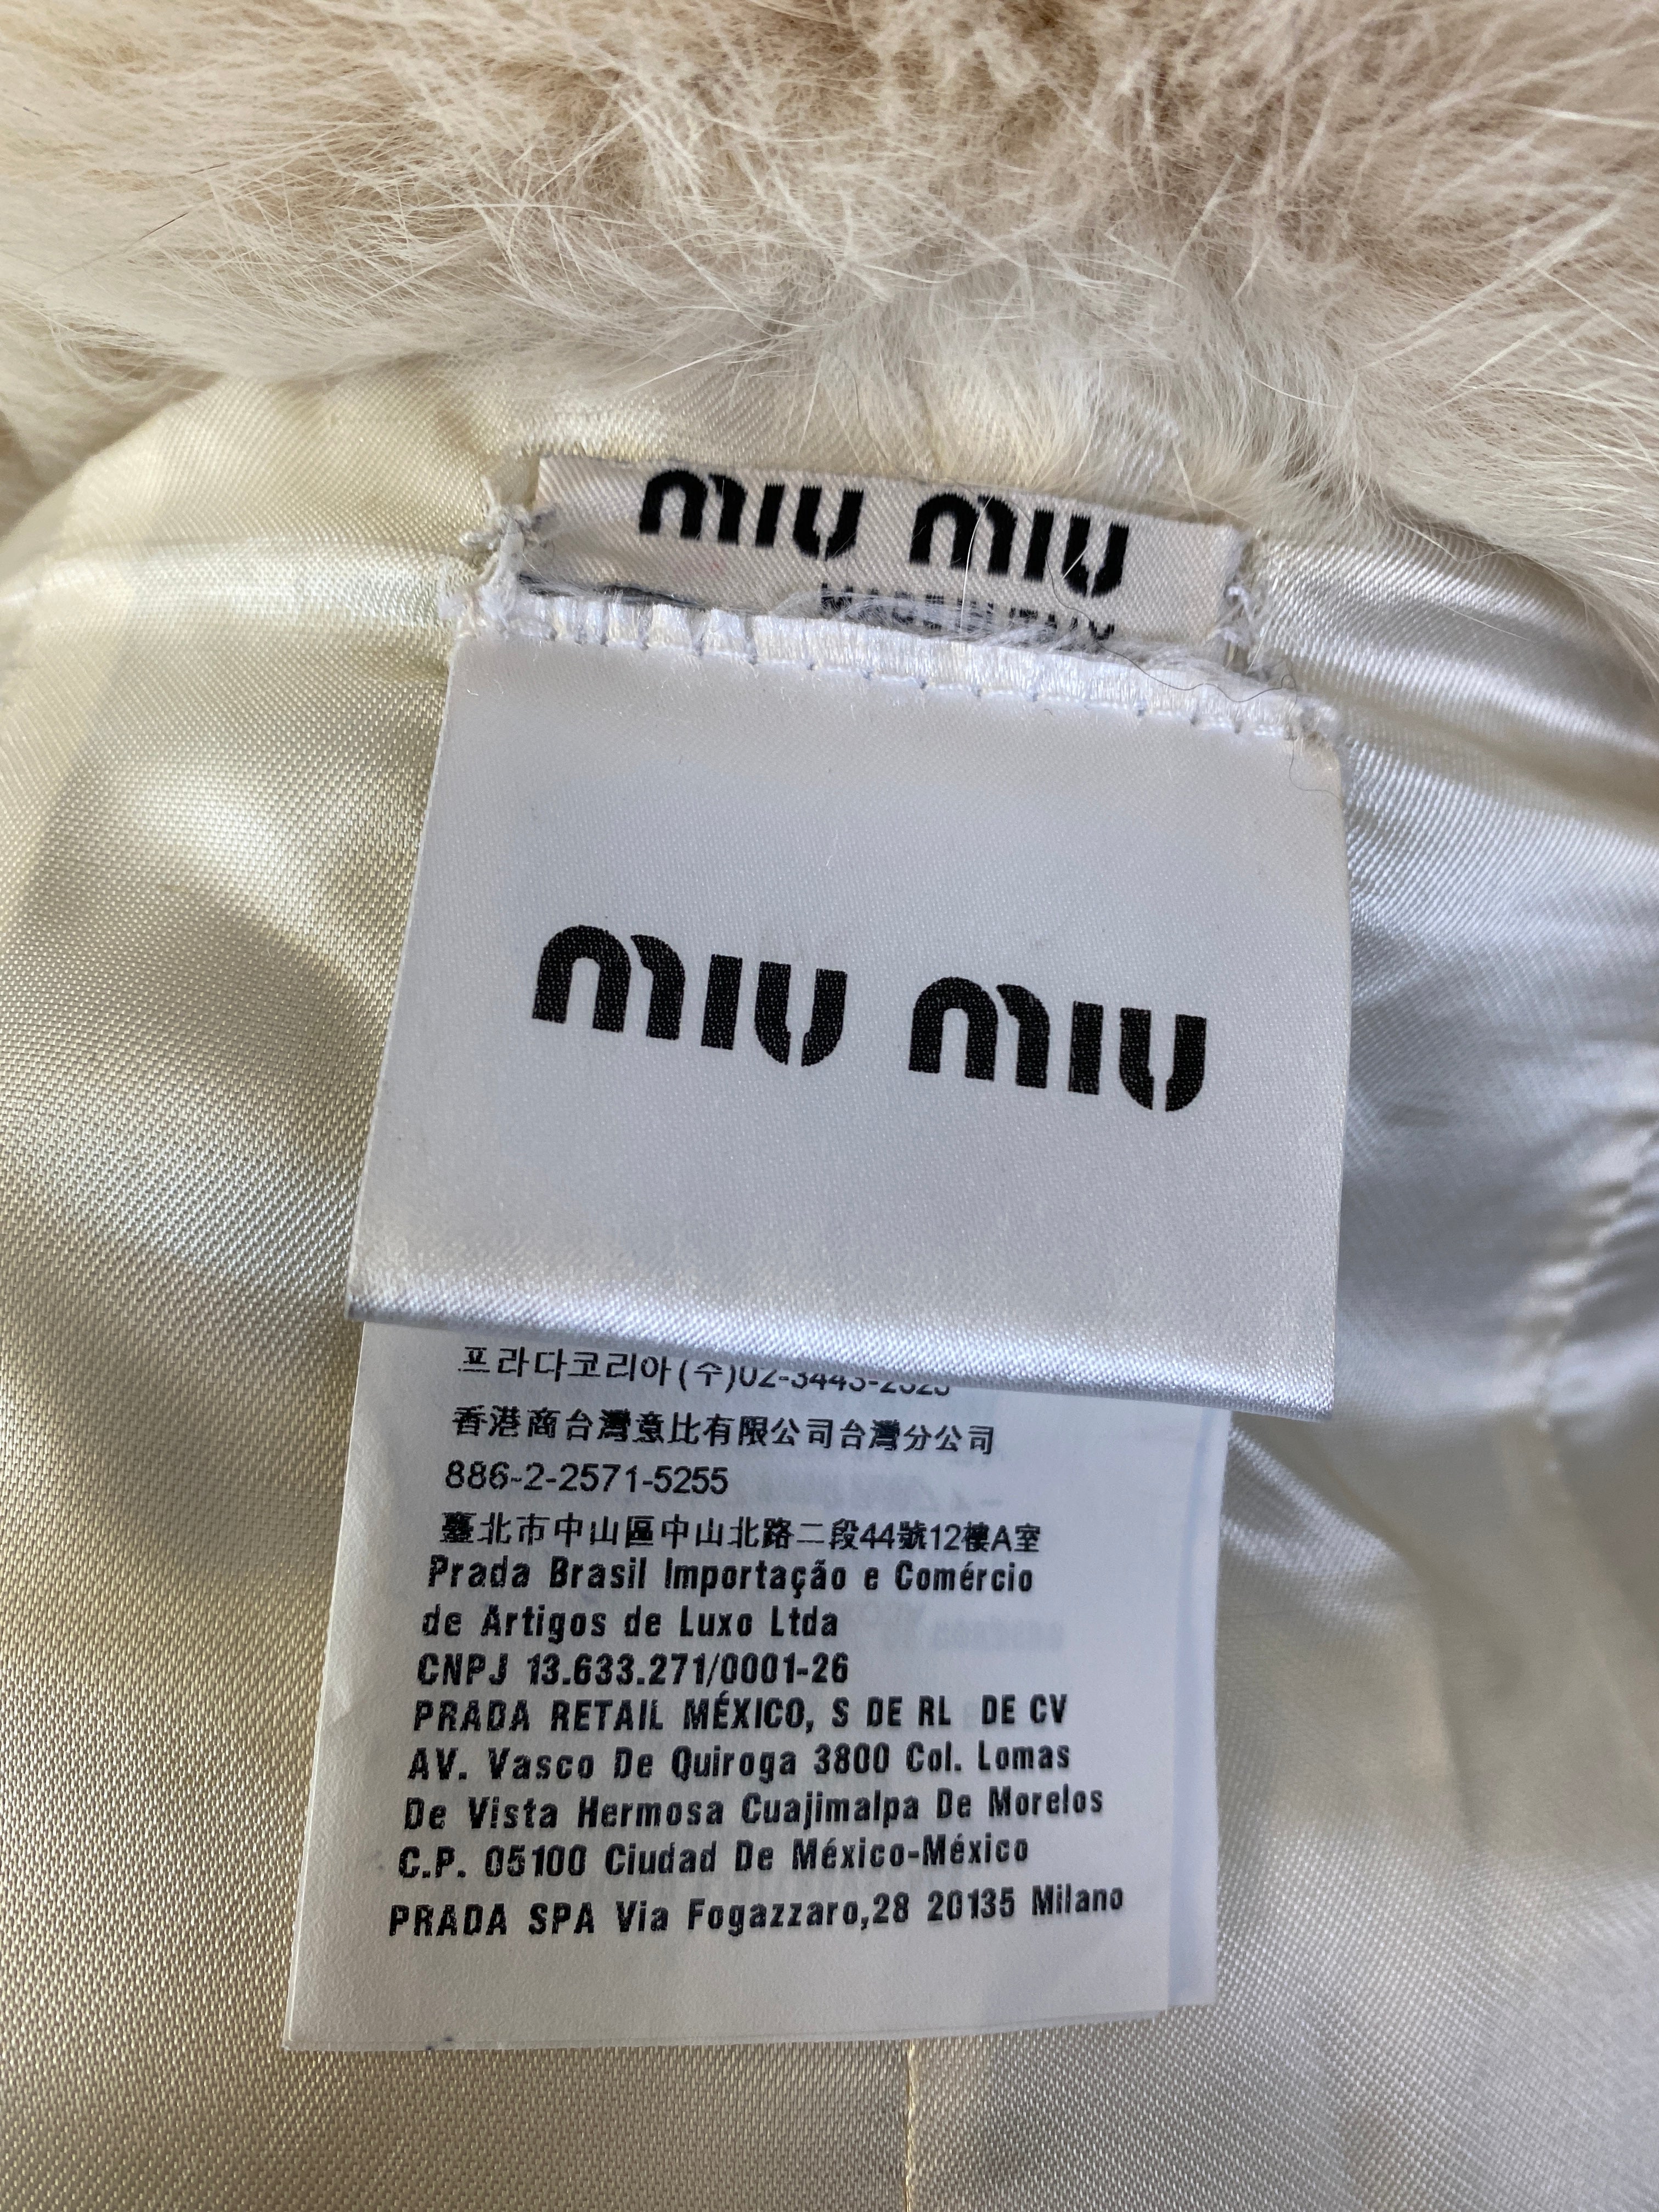 miu miu
MADE IN ITALY
miu miu
프라다코리아(주)02-3443-2323
香港商台灣意比有限公司台灣分公司
886-2-2571-5255
臺北市中山區中山北路二段44號12樓A室
Prada Brasil Importação e Comércio
de Artigos de Luxo Ltda
CNPJ 13.633.271/0001-26
PRADA RETAIL MÉXICO, S DE RL DE CV
AV. Vasco De Quiroga 3800 Col. Lomas
De Vista Hermosa Cuajimalpa De Morelos
C.P. 05100 Ciudad De México-México
PRADA SPA Via Fogazzaro,28 20135 Milano